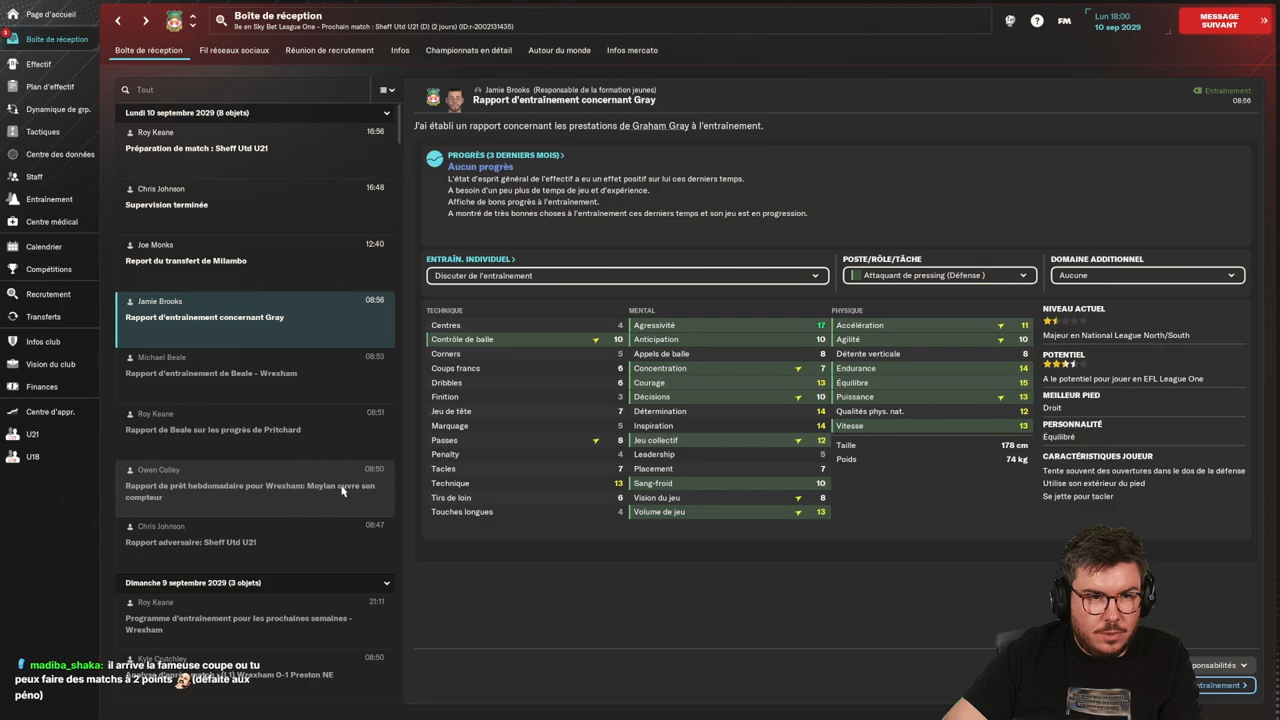 Page d'accueil
3
Boîte de réception
Effectif
Plan d'effectif
Dynamique de grp.
Tactiques
Centre des données
Staff
Entraînement
Centre médical
Calendrier
Compétitions
Recrutement
Transferts
Infos club
Vision du club
Finances
Centre d'appr.
U21
U18
Boîte de réception
9e en Sky Bet League One - Prochain match : Sheff Utd U21 (D) (2 jours) (ID:r-2002131435)
FM
Lun 18:00
10 sep 2029
MESSAGE SUIVANT
Boîte de réception Fil réseaux sociaux Réunion de recrutement Infos Championnats en détail Autour du monde Infos mercato
Tout
Lundi 10 septembre 2029 (8 objets)
Roy Keane 16:56
Préparation de match : Sheff Utd U21
Chris Johnson 16:48
Supervision terminée
Joe Monks 12:40
Report du transfert de Milambo
Jamie Brooks 08:56
Rapport d'entraînement concernant Gray
Michael Beale 08:53
Rapport d'entraînement de Beale - Wrexham
Roy Keane 08:51
Rapport de Beale sur les progrès de Pritchard
Owen Colley 08:50
Rapport de prêt hebdomadaire pour Wrexham: Moylan ouvre son
compteur
Chris Johnson 08:47
Rapport adversaire: Sheff Utd U21
Dimanche 9 septembre 2029 (3 objets)
Roy Keane 21:11
Programme d'entraînement pour les prochaines semaines -
Wrexham
Kyle Crutchley 08:50
(L1) Wrexham 0-1 Preston NE
madiba_shaka: il arrive la fameuse coupe ou tu
peux faire des matchs à 2 points (défaite aux
péno)
Jamie Brooks (Responsable de la formation jeunes)
Rapport d'entraînement concernant Gray
Entraînement
08:56
J'ai établi un rapport concernant les prestations de Graham Gray à l'entraînement.
PROGRÈS (3 DERNIERS MOIS)
Aucun progrès
L'état d'esprit général de l'effectif a eu un effet positif sur lui ces derniers temps.
A besoin d'un peu plus de temps de jeu et d'expérience.
Affiche de bons progrès à l'entraînement.
A montré de très bonnes choses à l'entraînement ces derniers temps et son jeu est en progression.
ENTRAÎN. INDIVIDUEL
Discuter de l'entraînement
POSTE/RÔLE/TÂCHE
Attaquant de pressing (Défense )
DOMAINE ADDITIONNEL
Aucune
TECHNIQUE
Centres 4
Contrôle de balle 10
Corners 5
Coups francs 6
Dribbles 6
Finition 3
Jeu de tête 7
Marquage 5
Passes 8
Penalty 4
Tacles 7
Technique 13
Tirs de loin 6
Touches longues 4
MENTAL
Agressivité 17
Anticipation 10
Appels de balle 8
Concentration 7
Courage 13
Décisions 10
Détermination 14
Inspiration 14
Jeu collectif 12
Leadership 5
Placement 7
Sang-froid 10
Vision du jeu 8
Volume de jeu 13
PHYSIQUE
Accélération 11
Agilité 10
Détente verticale 8
Endurance 14
Équilibre 15
Puissance 13
Qualités phys. nat. 12
Vitesse 13
Taille 178 cm
Poids 74 kg
NIVEAU ACTUEL
Majeur en National League North/South
POTENTIEL
A le potentiel pour jouer en EFL League One
MEILLEUR PIED
Droit
PERSONNALITÉ
Équilibré
CARACTÉRISTIQUES JOUEUR
Tente souvent des ouvertures dans le dos de la défense
Utilise son extérieur du pied
Se jette pour tacler
ponsabilités
ntraînement